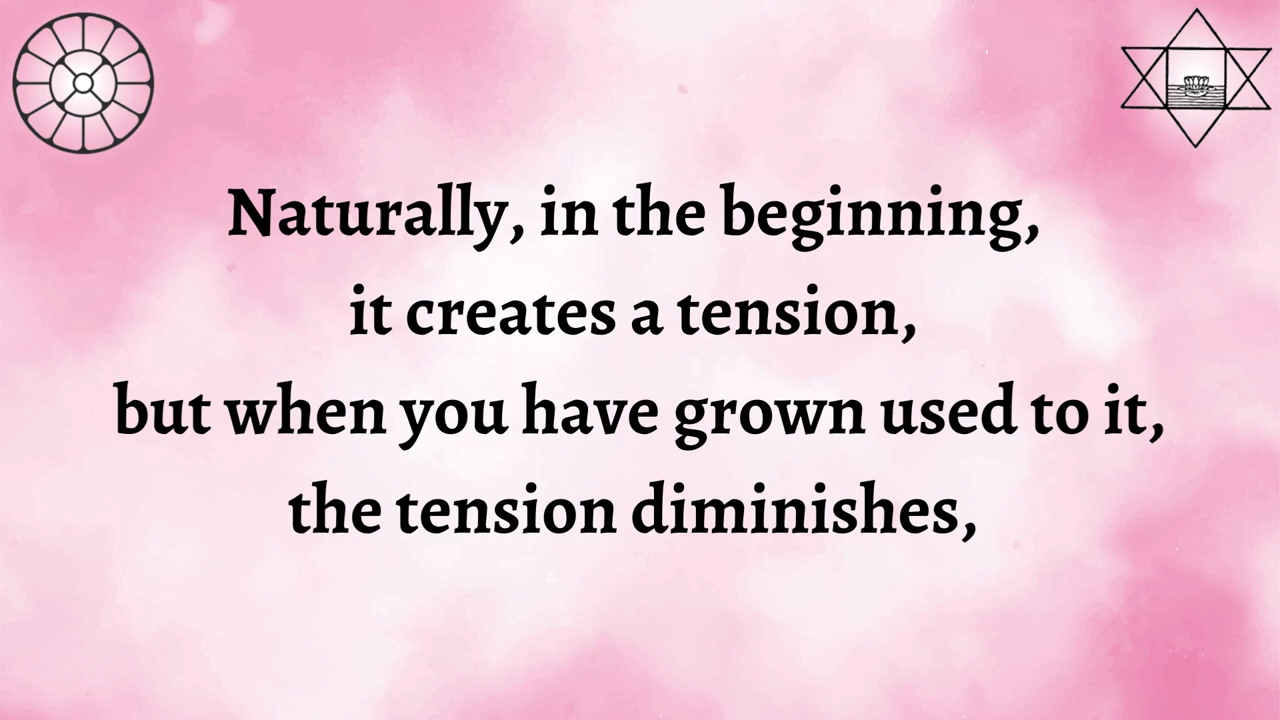 Naturally, in the beginning,
it creates a tension,
but when you have grown used to it,
the tension diminishes,